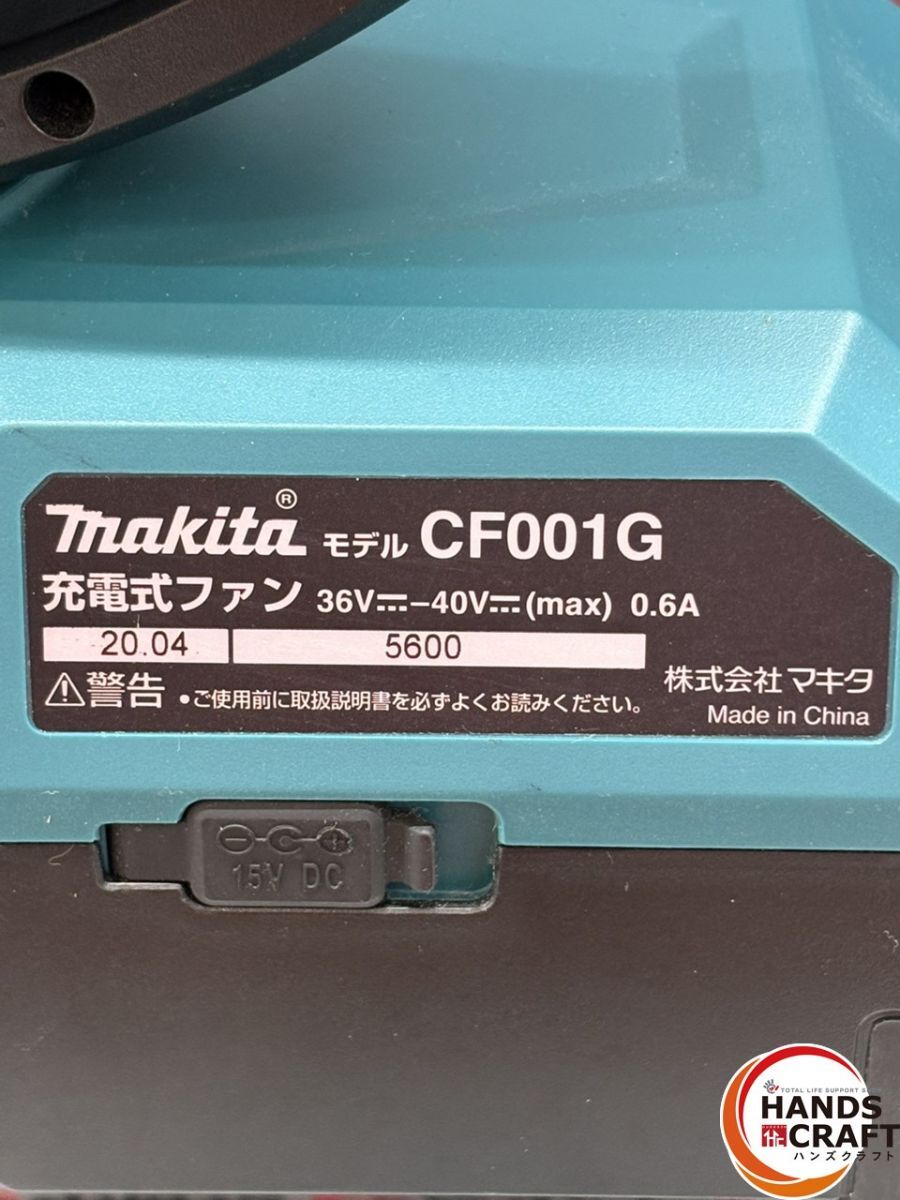 makita® モデル CF001G
充電式ファン 36V⎓–40V⎓(max) 0.6A
20.04 5600
⚠警告 •ご使用前に取扱説明書を必ずよくお読みください。
株式会社マキタ
Made in China
15V DC
TOTAL LIFE SUPPORT
HANDS
CRAFT
ハンズクラフト